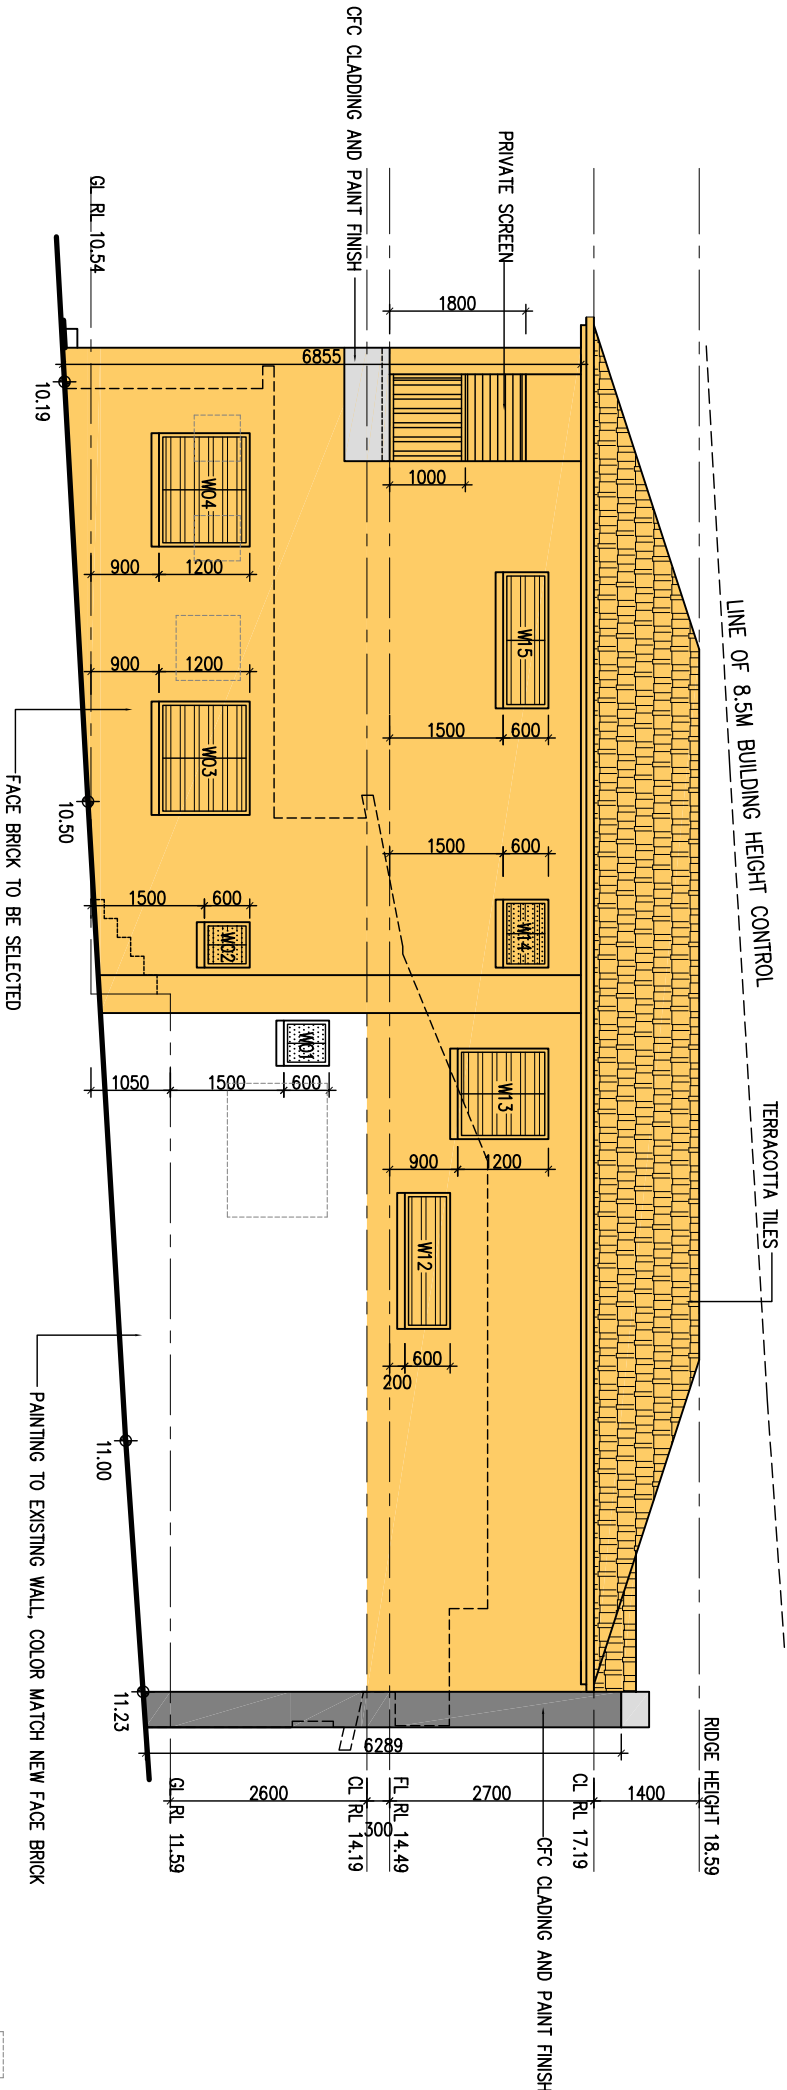 LINE OF 8.5M BUILDING HEIGHT CONTROL
TERRACOTTA TILES
RIDGE HEIGHT 18.59
1400
CL RL 17.19
2700
FL RL 14.49
300
CL RL 14.19
2600
GL RL 11.59
CFC CLADING AND PAINT FINISH
6289
PRIVATE SCREEN
CFC CLADDING AND PAINT FINISH
GL RL 10.54
1800
6855
1000
W15
1500
600
1500
600
W14
W13
900
1200
W12
600
200
W04
900
1200
900
1200
W03
1500
600
W02
W01
1050
1500
600
10.19
10.50
11.00
11.23
FACE BRICK TO BE SELECTED
PAINTING TO EXISTING WALL, COLOR MATCH NEW FACE BRICK